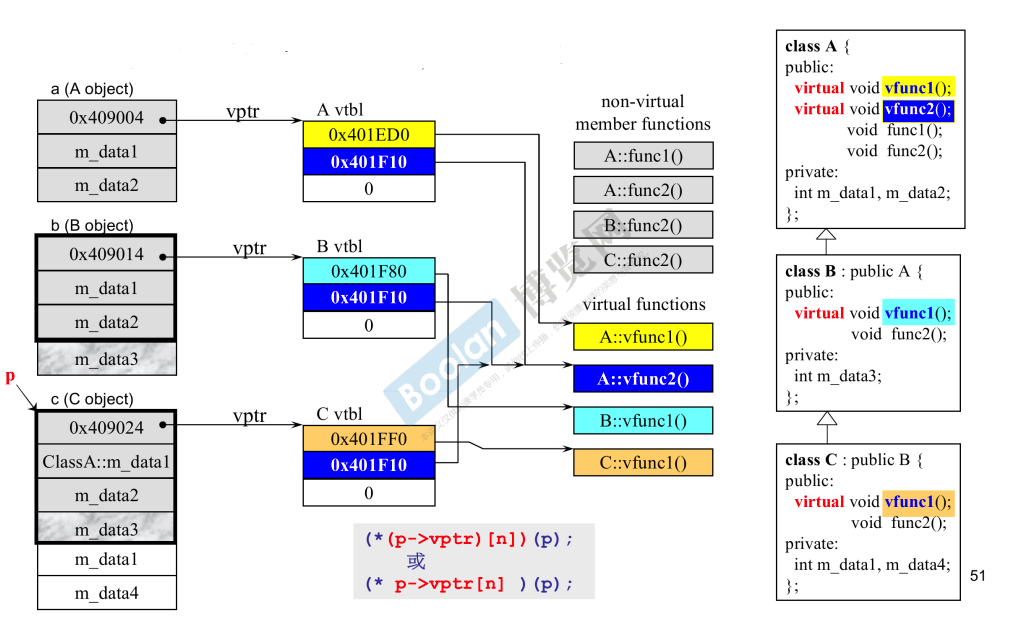 a (A object)
0x409004
m_data1
m_data2
vptr
A vtbl
0x401ED0
0x401F10
0
b (B object)
0x409014
m_data1
m_data2
m_data3
vptr
B vtbl
0x401F80
0x401F10
0
p
c (C object)
0x409024
ClassA::m_data1
m_data2
m_data3
m_data1
m_data4
vptr
C vtbl
0x401FF0
0x401F10
0
(*(p->vptr)[n])(p);
或
(* p->vptr[n] )(p);
non-virtual
member functions
A::func1()
A::func2()
B::func2()
C::func2()
virtual functions
A::vfunc1()
A::vfunc2()
B::vfunc1()
C::vfunc1()
Boolan 博览网
class A {
public:
virtual void vfunc1();
virtual void vfunc2();
void func1();
void func2();
private:
int m_data1, m_data2;
};
class B : public A {
public:
virtual void vfunc1();
void func2();
private:
int m_data3;
};
class C : public B {
public:
virtual void vfunc1();
void func2();
private:
int m_data1, m_data4;
};
51